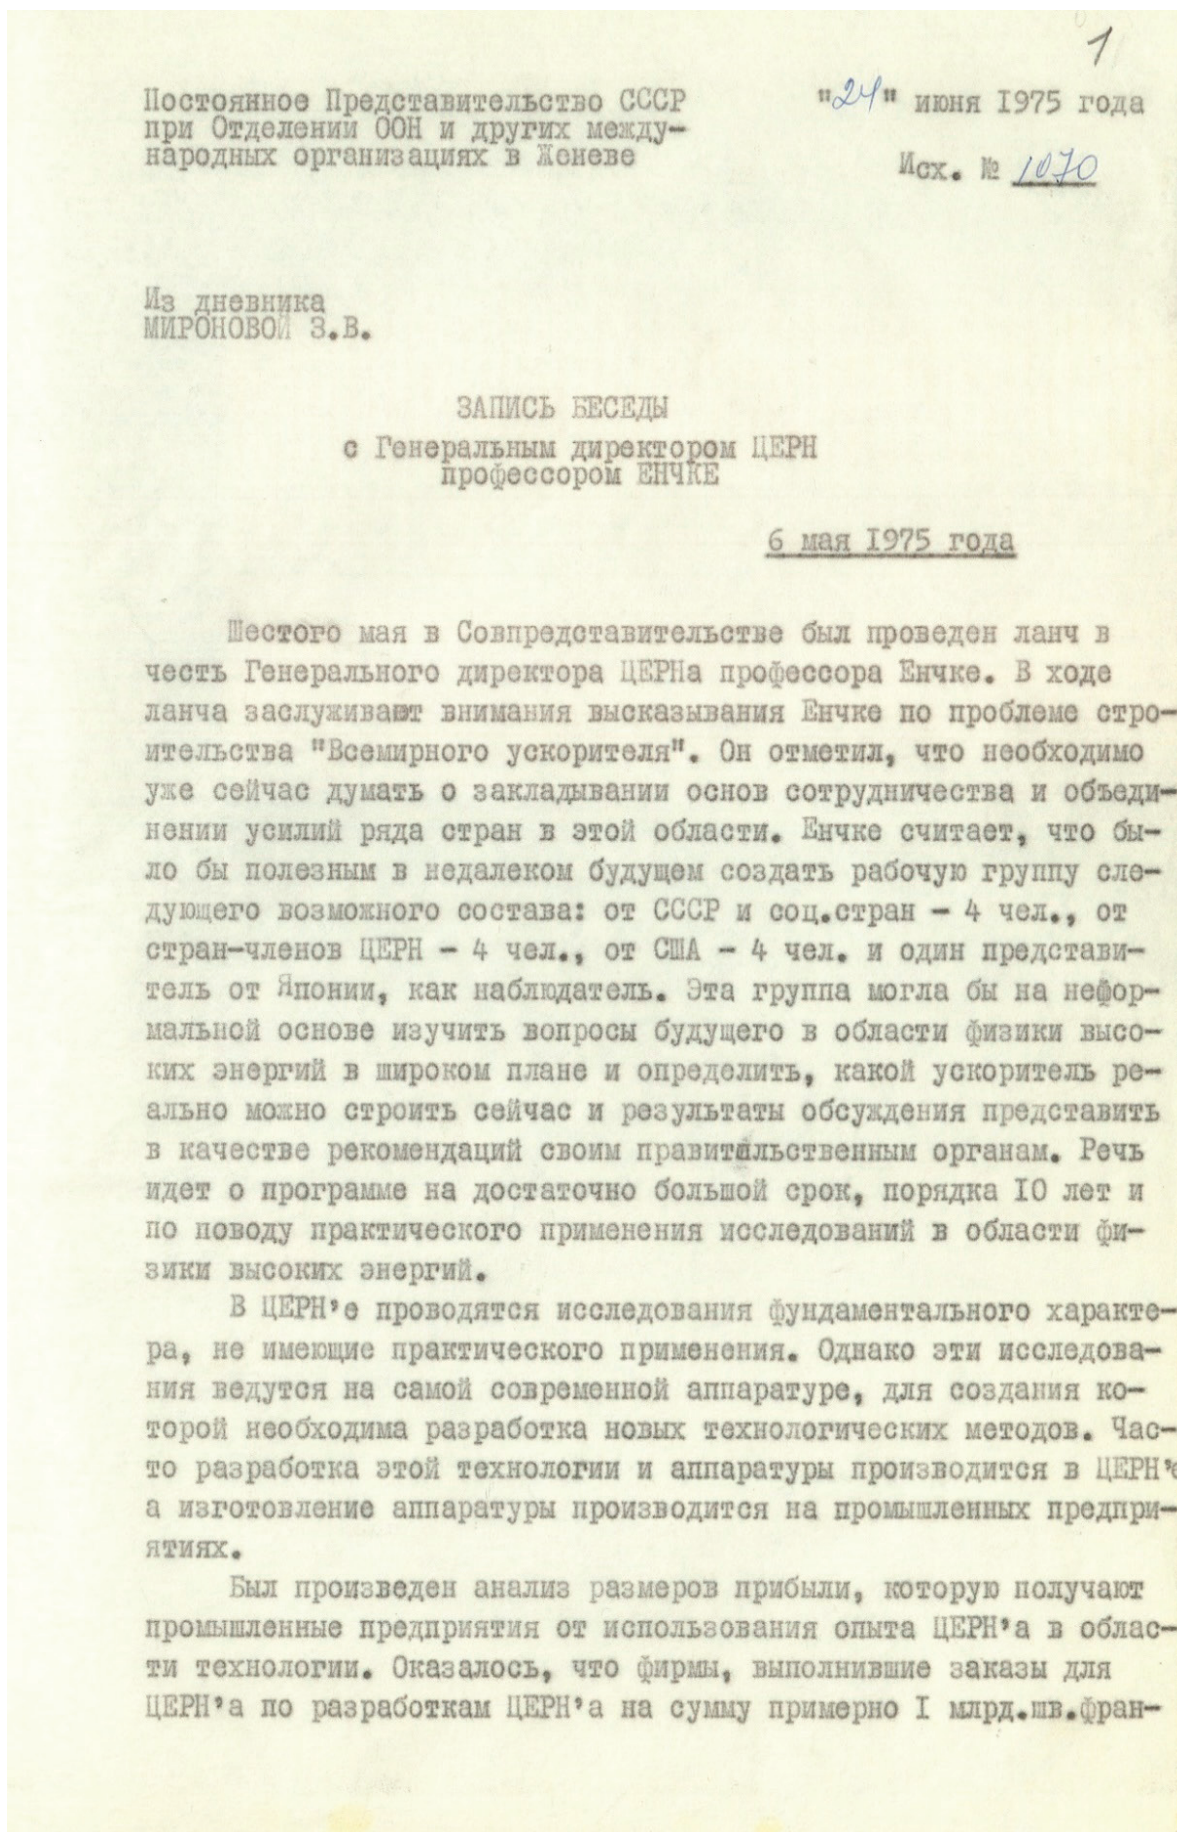 1
Постоянное Представительство СССР
при Отделении ООН и других между-
народных организациях в Женеве
"24" июня 1975 года
Исх. № 1070
Из дневника
МИРОНОВОЙ З.В.
ЗАПИСЬ БЕСЕДЫ
с Генеральным директором ЦЕРН
профессором ЕНЧКЕ
6 мая 1975 года
Шестого мая в Совпредставительстве был проведен ланч в
честь Генерального директора ЦЕРНа профессора Енчке. В ходе
ланча заслуживают внимания высказывания Енчке по проблеме стро-
ительства "Всемирного ускорителя". Он отметил, что необходимо
уже сейчас думать о закладывании основ сотрудничества и объеди-
нении усилий ряда стран в этой области. Енчке считает, что бы-
ло бы полезным в недалеком будущем создать рабочую группу сле-
дующего возможного состава: от СССР и соц.стран - 4 чел., от
стран-членов ЦЕРН - 4 чел., от США - 4 чел. и один представи-
тель от Японии, как наблюдатель. Эта группа могла бы на нефор-
мальной основе изучить вопросы будущего в области физики высо-
ких энергий в широком плане и определить, какой ускоритель ре-
ально можно строить сейчас и результаты обсуждения представить
в качестве рекомендаций своим правительственным органам. Речь
идет о программе на достаточно большой срок, порядка 10 лет и
по поводу практического применения исследований в области фи-
зики высоких энергий.
В ЦЕРН'е проводятся исследования фундаментального характе-
ра, не имеющие практического применения. Однако эти исследова-
ния ведутся на самой современной аппаратуре, для создания ко-
торой необходима разработка новых технологических методов. Час-
то разработка этой технологии и аппаратуры производится в ЦЕРН'е
а изготовление аппаратуры производится на промышленных предпри-
ятиях.
Был произведен анализ размеров прибыли, которую получают
промышленные предприятия от использования опыта ЦЕРН'а в облас-
ти технологии. Оказалось, что фирмы, выполнившие заказы для
ЦЕРН'а по разработкам ЦЕРН'а на сумму примерно I млрд.шв.фран-